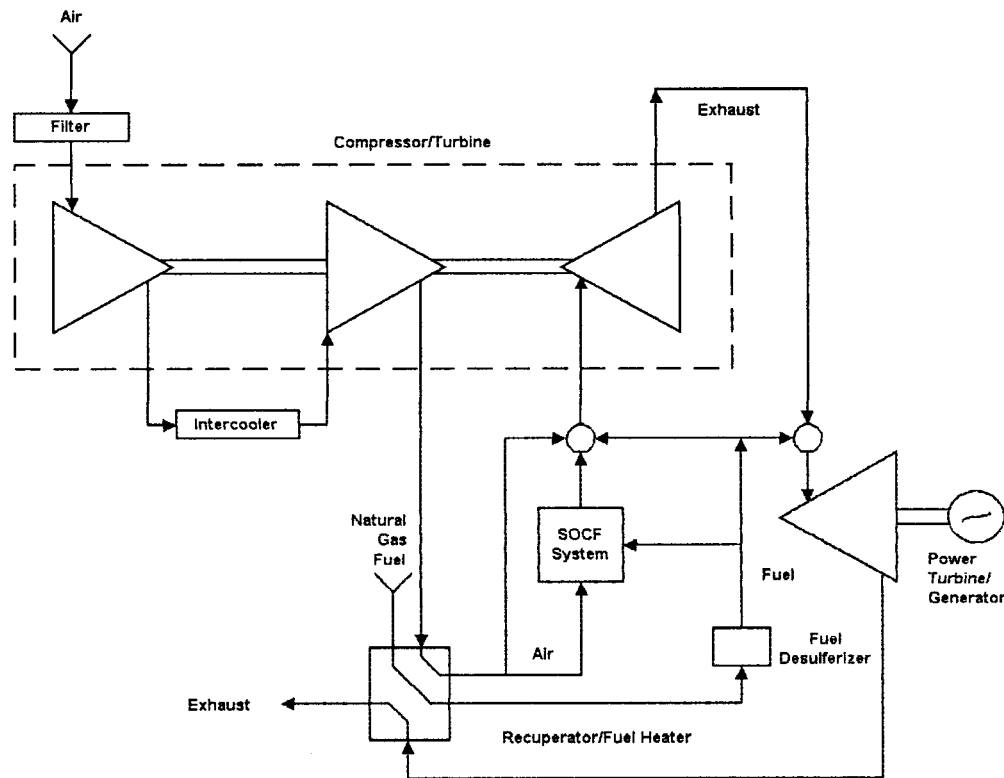 Air
Filter
Compressor/Turbine
Exhaust
Intercooler
Natural
Gas
Fuel
SOCF
System
Fuel
Power
Turbine/
Generator
Air
Fuel
Desulferizer
Exhaust
Recuperator/Fuel Heater